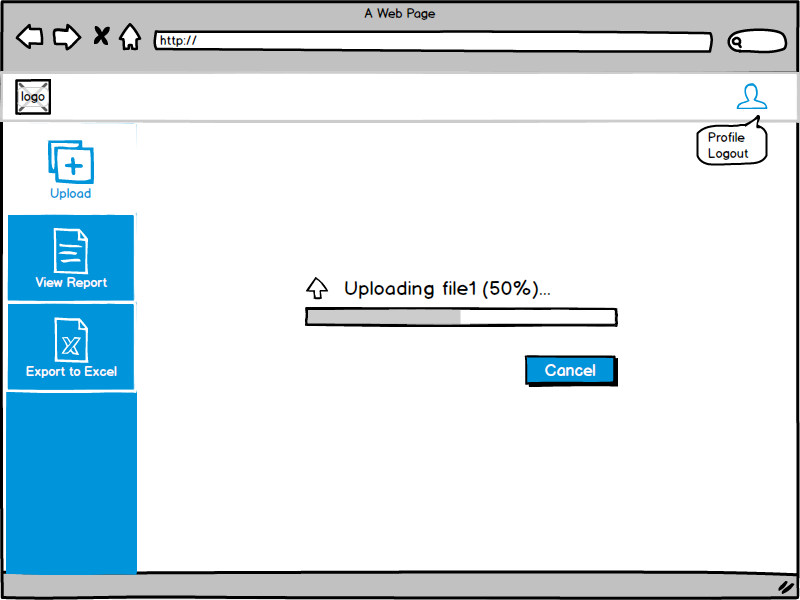 A Web Page
http://
logo
Profile
Logout
Upload
View Report
Uploading file1 (50%)...
X
Export to Excel
Cancel